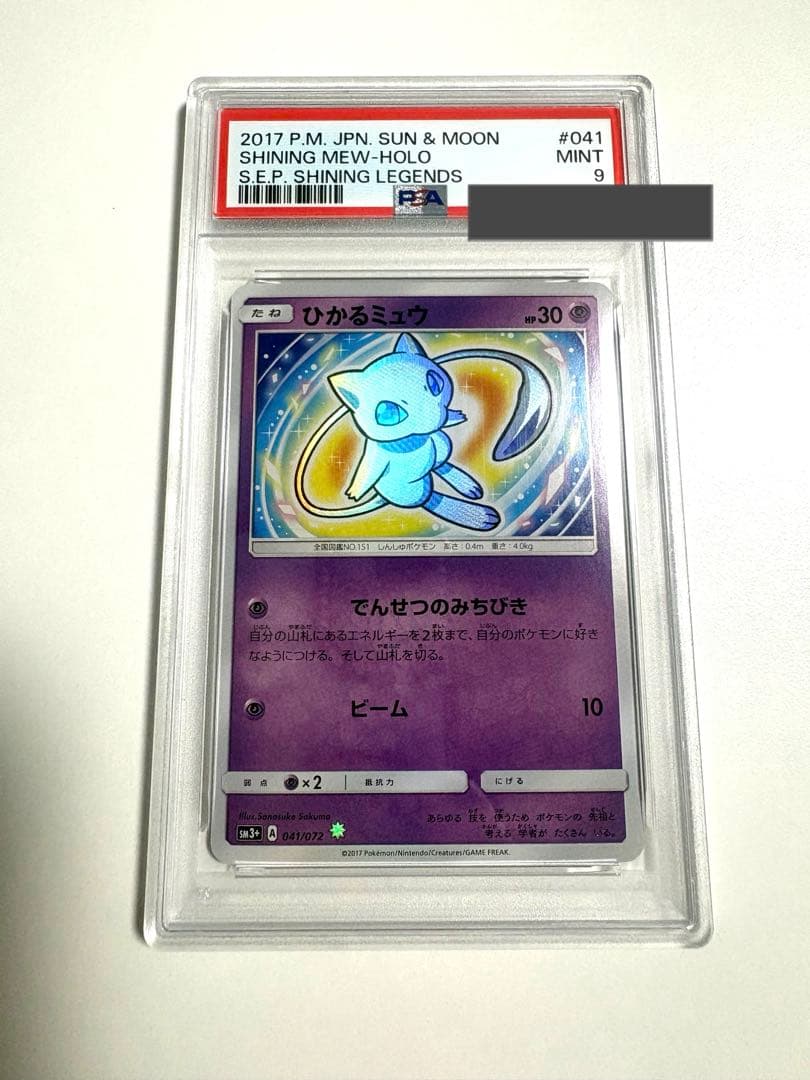 2017 P.M. JPN. SUN & MOON #041
SHINING MEW-HOLO MINT
S.E.P. SHINING LEGENDS 9
PSA
たね ひかるミュウ HP30
全国図鑑NO.151 しんしゅポケモン 高さ:0.4m 重さ:4.0kg
でんせつのみちびき
自分の山札にあるエネルギーを2枚まで、自分のポケモンに好き
なようにつける。そして山札を切る。
ビーム 10
弱点 ×2 抵抗力 にげる
Illus.Sanosuke Sakuma
あらゆる 技を 使うため ポケモンの 先祖と
考える 学者が たくさん いる。
SM3+ A 041/072
©2017 Pokémon/Nintendo/Creatures/GAME FREAK.